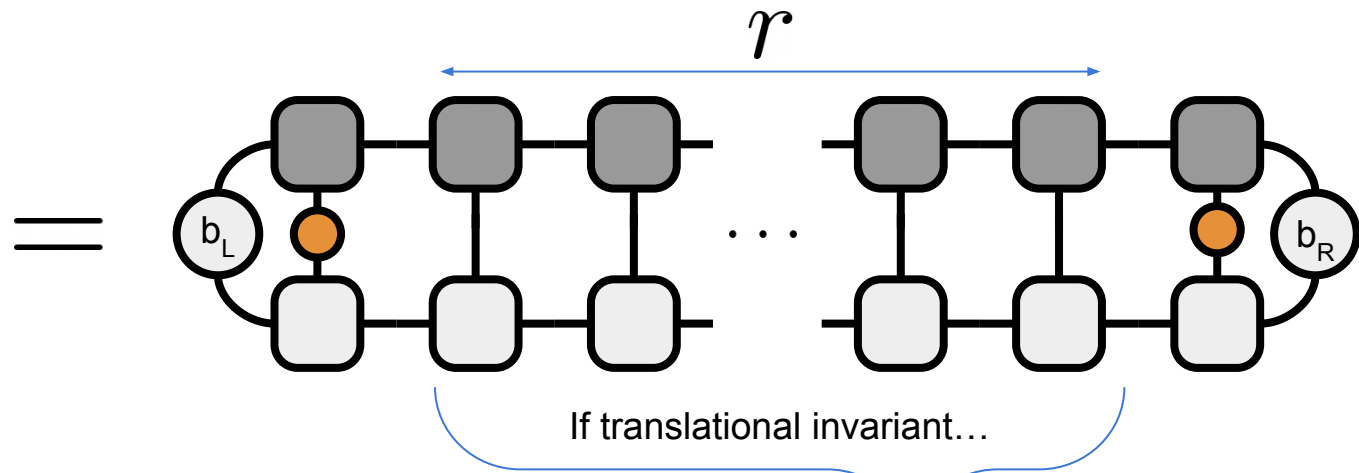 r
=
b_L
. . .
b_R
If translational invariant…